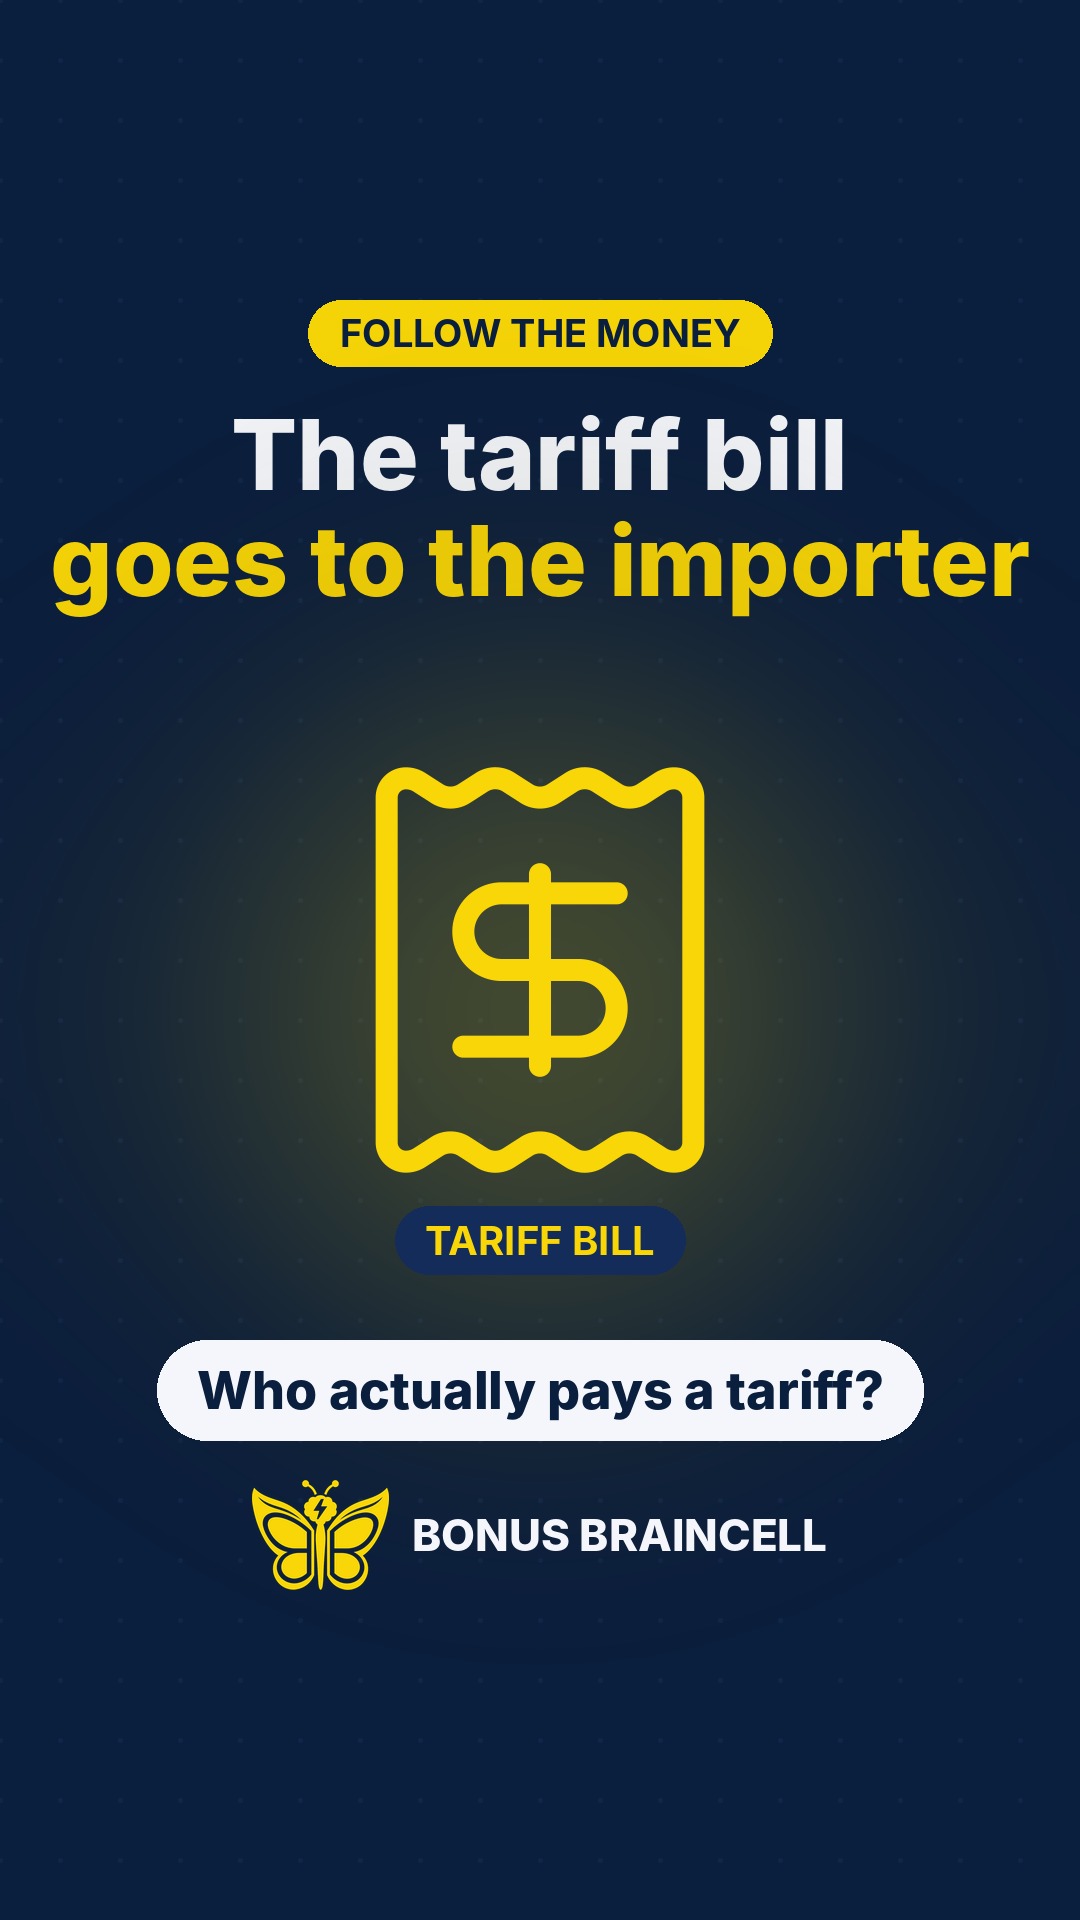 FOLLOW THE MONEY
The tariff bill
goes to the importer
TARIFF BILL
Who actually pays a tariff?
BONUS BRAINCELL